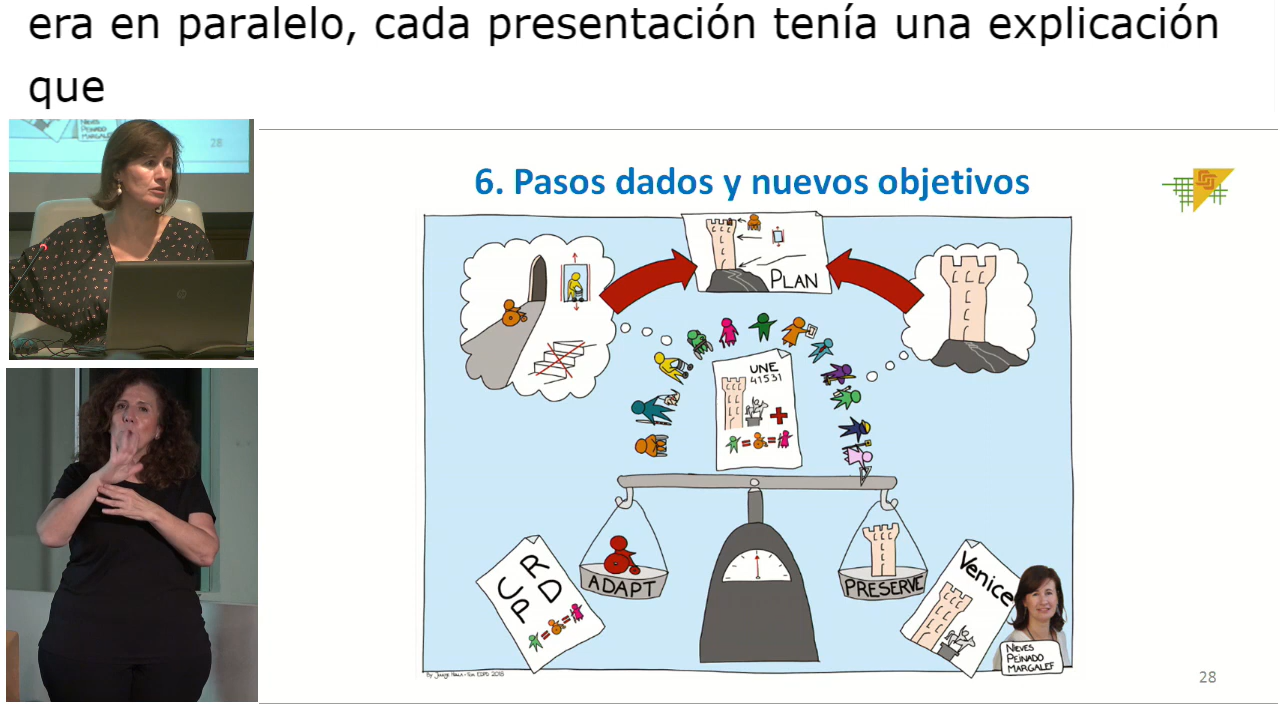 era en paralelo, cada presentación tenía una explicación
que
28
6. Pasos dados y nuevos objetivos
PLAN
UNE
41531
ADAPT
PRESERVE
C R
P D
Venice
NIEVES
PEINADO
MARGALEF
28